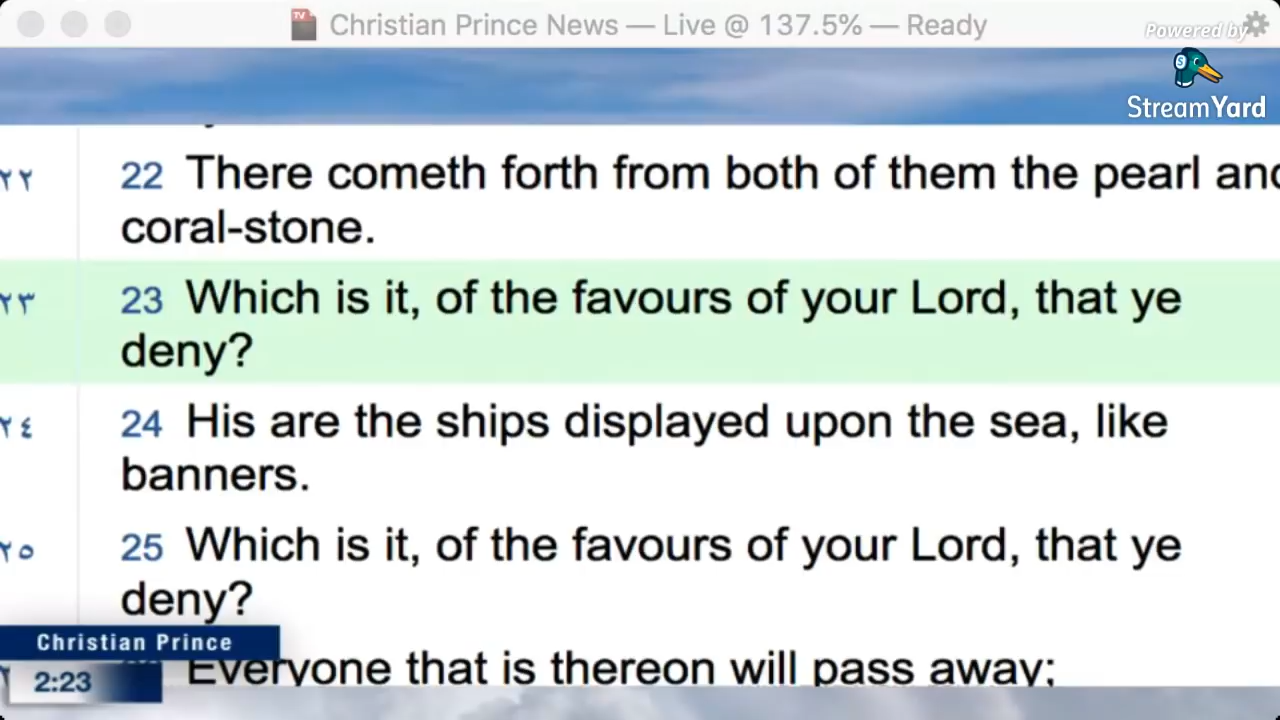 Christian Prince News — Live @ 137.5% — Ready
Powered by
StreamYard
٢٢ 22 There cometh forth from both of them the pearl and
coral-stone.
٢٣ 23 Which is it, of the favours of your Lord, that ye
deny?
٢٤ 24 His are the ships displayed upon the sea, like
banners.
٢٥ 25 Which is it, of the favours of your Lord, that ye
deny?
Everyone that is thereon will pass away;
Christian Prince
2:23